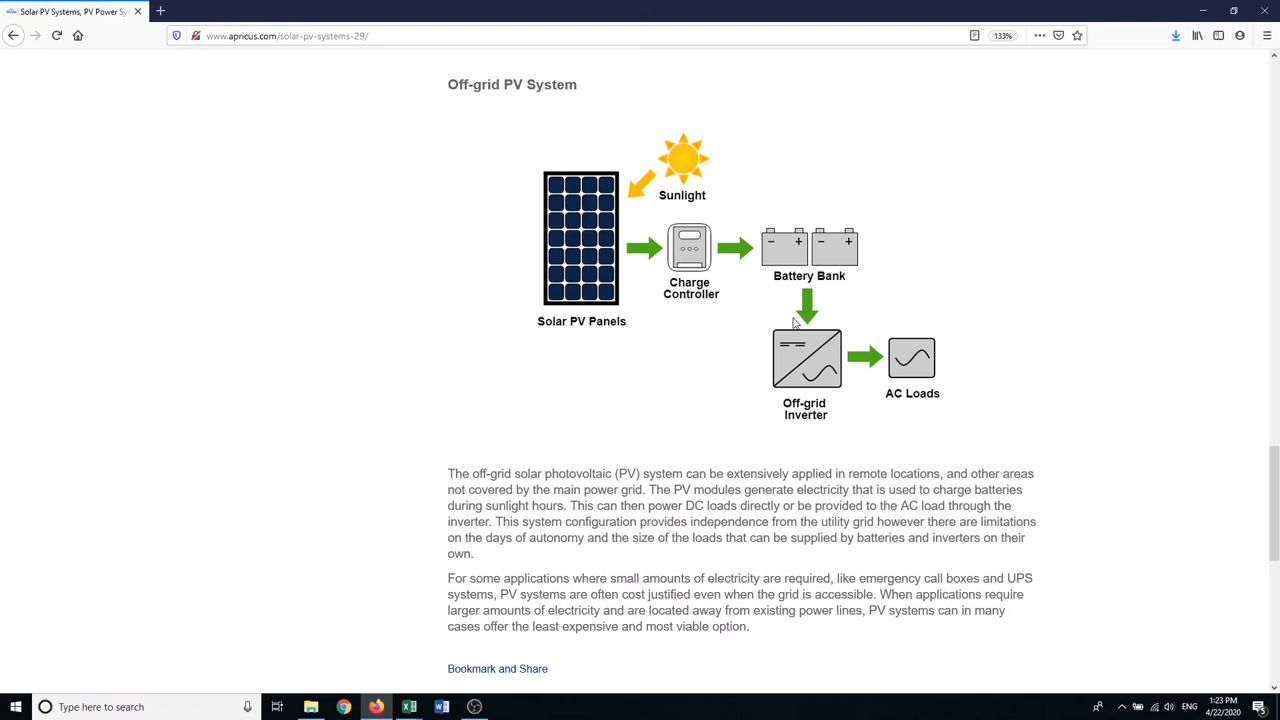 Solar PV Systems, PV Power Sys
www.apricus.com/solar-pv-systems-29/
133%
Off-grid PV System
Sunlight
Charge
Controller
Battery Bank
Solar PV Panels
Off-grid
Inverter
AC Loads
The off-grid solar photovoltaic (PV) system can be extensively applied in remote locations, and other areas
not covered by the main power grid. The PV modules generate electricity that is used to charge batteries
during sunlight hours. This can then power DC loads directly or be provided to the AC load through the
inverter. This system configuration provides independence from the utility grid however there are limitations
on the days of autonomy and the size of the loads that can be supplied by batteries and inverters on their
own.
For some applications where small amounts of electricity are required, like emergency call boxes and UPS
systems, PV systems are often cost justified even when the grid is accessible. When applications require
larger amounts of electricity and are located away from existing power lines, PV systems can in many
cases offer the least expensive and most viable option.
Bookmark and Share
Type here to search
1:23 PM
4/22/2020
5